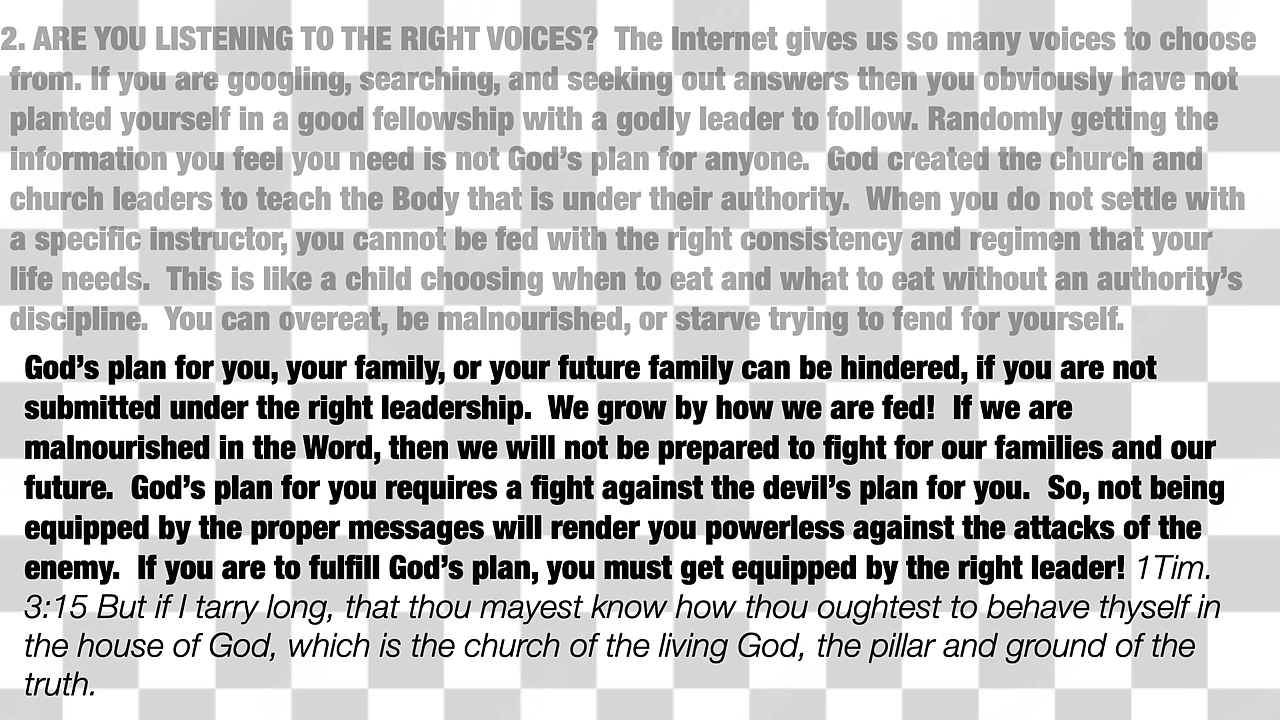 2. ARE YOU LISTENING TO THE RIGHT VOICES?  The Internet gives us so many voices to choose
from. If you are googling, searching, and seeking out answers then you obviously have not
planted yourself in a good fellowship with a godly leader to follow. Randomly getting the
information you feel you need is not God’s plan for anyone.  God created the church and
church leaders to teach the Body that is under their authority.  When you do not settle with
a specific instructor, you cannot be fed with the right consistency and regimen that your
life needs.  This is like a child choosing when to eat and what to eat without an authority’s
discipline.  You can overeat, be malnourished, or starve trying to fend for yourself.
God’s plan for you, your family, or your future family can be hindered, if you are not
submitted under the right leadership.  We grow by how we are fed!  If we are
malnourished in the Word, then we will not be prepared to fight for our families and our
future.  God’s plan for you requires a fight against the devil’s plan for you.  So, not being
equipped by the proper messages will render you powerless against the attacks of the
enemy.  If you are to fulfill God’s plan, you must get equipped by the right leader! 1Tim.
3:15 But if I tarry long, that thou mayest know how thou oughtest to behave thyself in
the house of God, which is the church of the living God, the pillar and ground of the
truth.